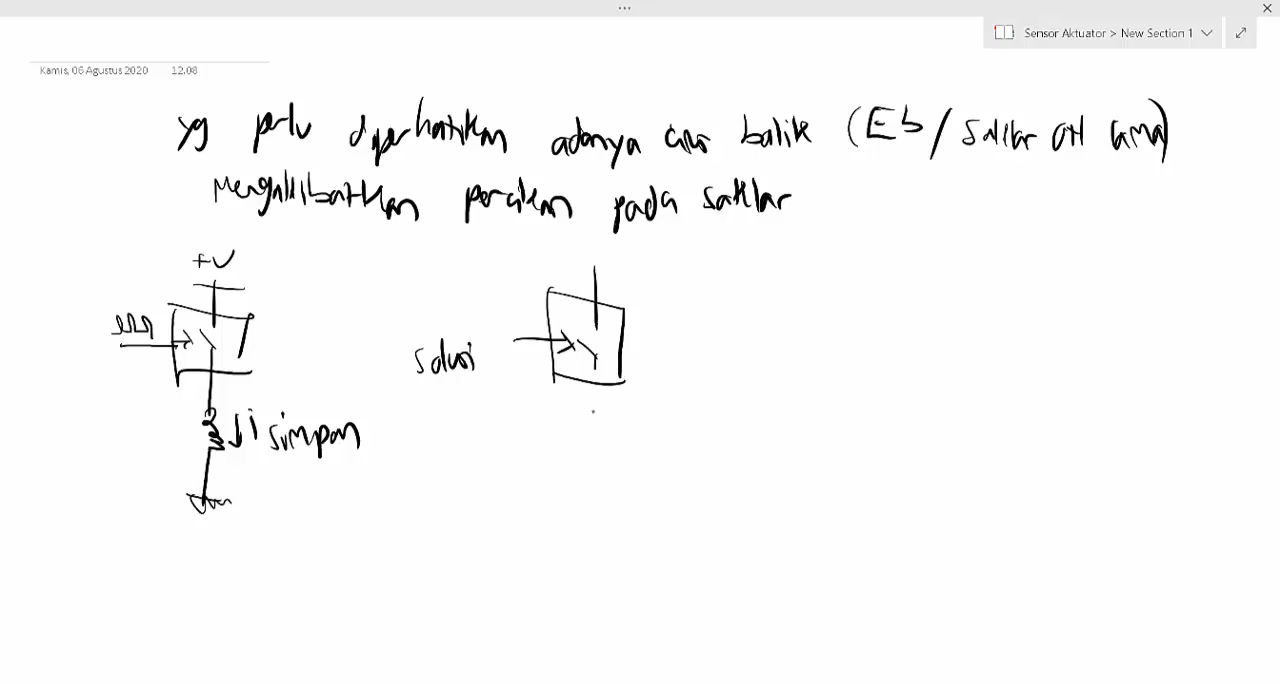 Sensor Aktuator > New Section 1
Kamis, 06 Agustus 2020 12.08
yg perlu diperhatikan adanya arus balik (Eb/ saklar off lama)
Mengakibatkan percikan pada saklar
+V
solusi
i simpan